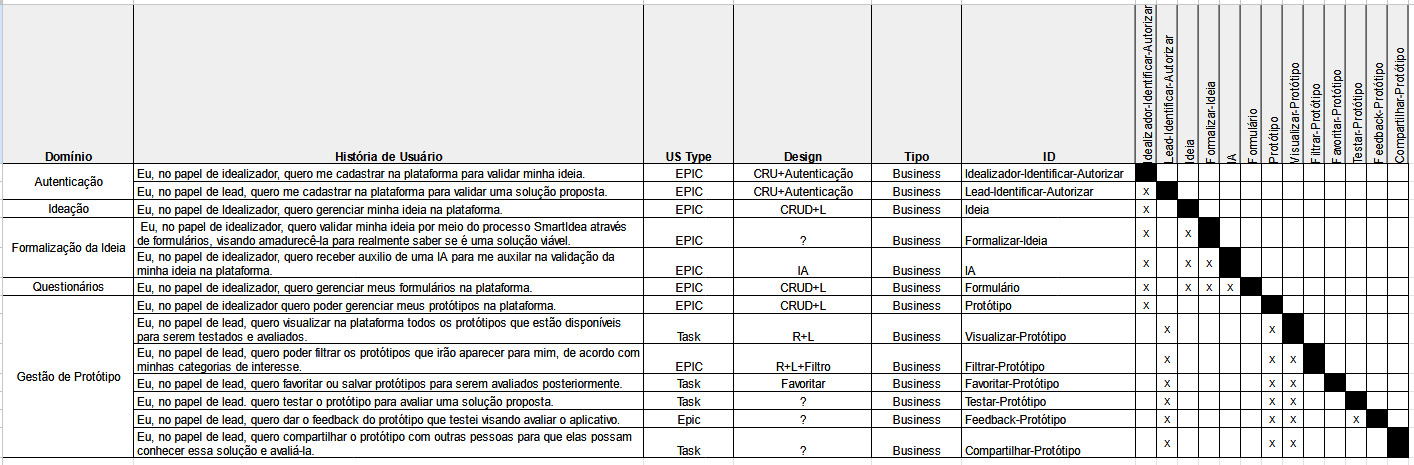 Domínio História de Usuário US Type Design Tipo ID Idealizador-Identificar-Autorizar Lead-Identificar-Autorizar Ideia Formalizar-Ideia IA Formulário Protótipo Visualizar-Protótipo Filtrar-Protótipo Favoritar-Protótipo Testar-Protótipo Feedback-Protótipo Compartilhar-Protótipo
Autenticação
Eu, no papel de idealizador, quero me cadastrar na plataforma para validar minha ideia. EPIC CRU+Autenticação Business Idealizador-Identificar-Autorizar
Eu, no papel de lead, quero me cadastrar na plataforma para validar uma solução proposta. EPIC CRU+Autenticação Business Lead-Identificar-Autorizar x
Ideação Eu, no papel de Idealizador, quero gerenciar minha ideia na plataforma. EPIC CRUD+L Business Ideia x
Formalização da Ideia
Eu, no papel de idealizador, quero validar minha ideia por meio do processo SmartIdea através
de formulários, visando amadurecê-la para realmente saber se é uma solução viável. EPIC ? Business Formalizar-Ideia x x
Eu, no papel de idealizador, quero receber auxilio de uma IA para me auxilar na validação da
minha ideia na plataforma. EPIC IA Business IA x x x
Questionários Eu, no papel de idealizador, quero gerenciar meus formulários na plataforma. EPIC CRUD+L Business Formulário x x x x
Gestão de Protótipo
Eu, no papel de idealizador quero poder gerenciar meus protótipos na plataforma. EPIC CRUD+L Business Protótipo x
Eu, no papel de lead, quero visualizar na plataforma todos os protótipos que estão disponíveis
para serem testados e avaliados. Task R+L Business Visualizar-Protótipo x x
Eu, no papel de lead, quero poder filtrar os protótipos que irão aparecer para mim, de acordo com
minhas categorias de interesse. EPIC R+L+Filtro Business Filtrar-Protótipo x x x
Eu, no papel de lead, quero favoritar ou salvar protótipos para serem avaliados posteriormente. Task Favoritar Business Favoritar-Protótipo x x x
Eu, no papel de lead. quero testar o protótipo para avaliar uma solução proposta. Task ? Business Testar-Protótipo x x x
Eu, no papel de lead, quero dar o feedback do protótipo que testei visando avaliar o aplicativo. Epic ? Business Feedback-Protótipo x x x x
Eu, no papel de lead, quero compartilhar o protótipo com outras pessoas para que elas possam
conhecer essa solução e avaliá-la. Task ? Business Compartilhar-Protótipo x x x